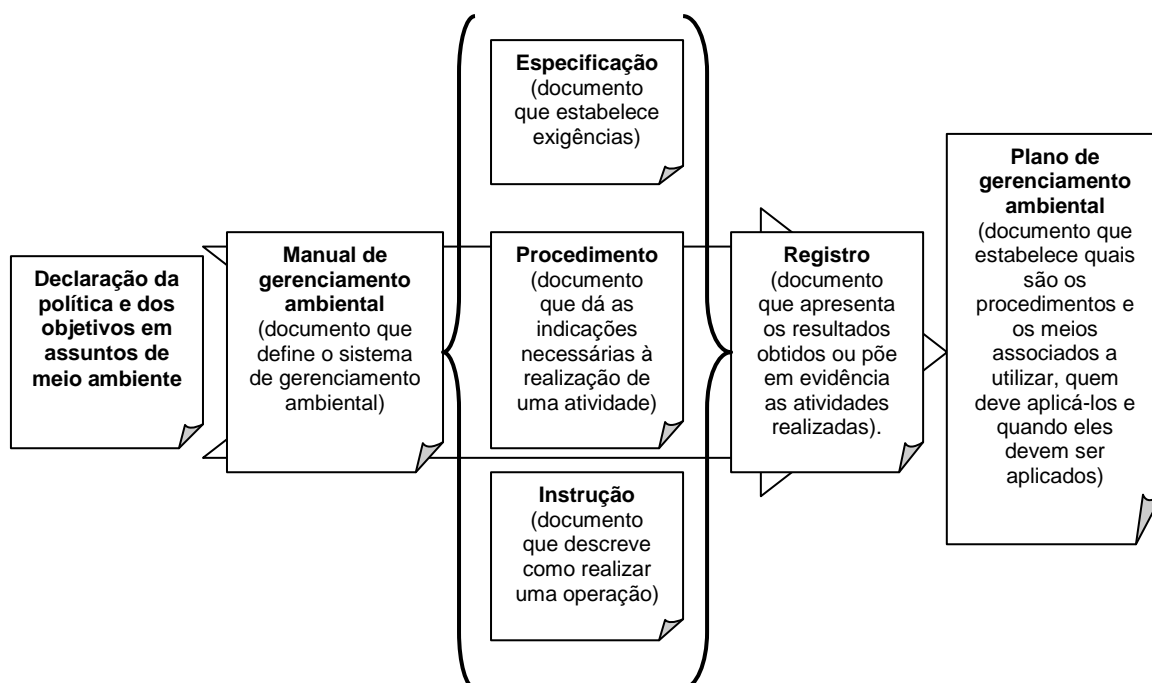 Declaração da
política e dos
objetivos em
assuntos de
meio ambiente
Manual de
gerenciamento
ambiental
(documento que
define o sistema
de gerenciamento
ambiental)
Especificação
(documento
que estabelece
exigências)
Procedimento
(documento
que dá as
indicações
necessárias à
realização de
uma atividade)
Instrução
(documento
que descreve
como realizar
uma operação)
Registro
(documento
que apresenta
os resultados
obtidos ou põe
em evidência
as atividades
realizadas).
Plano de
gerenciamento
ambiental
(documento que
estabelece quais
são os
procedimentos e
os meios
associados a
utilizar, quem
deve aplicá-los e
quando eles
devem ser
aplicados)